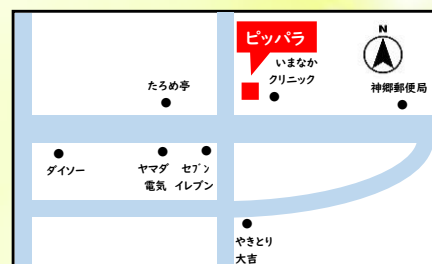 ピッパラ
N
いまなか
クリニック
たろめ亭
神郷郵便局
ダイソー
ヤマダ
電気
セブン
イレブン
やきとり
大吉